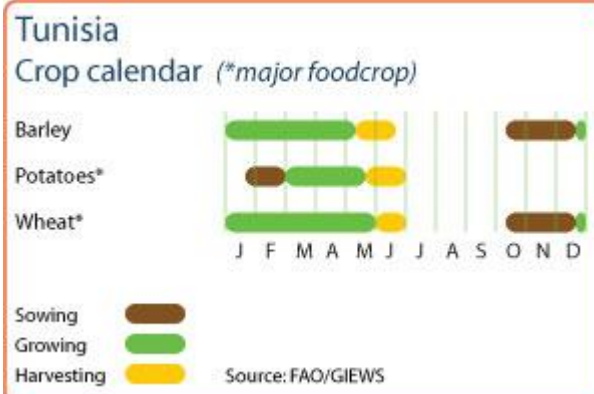 Tunisia
Crop calendar (*major foodcrop)
Barley
Potatoes*
Wheat*
J F M A M J J A S O N D
Sowing
Growing
Harvesting
Source: FAO/GIEWS